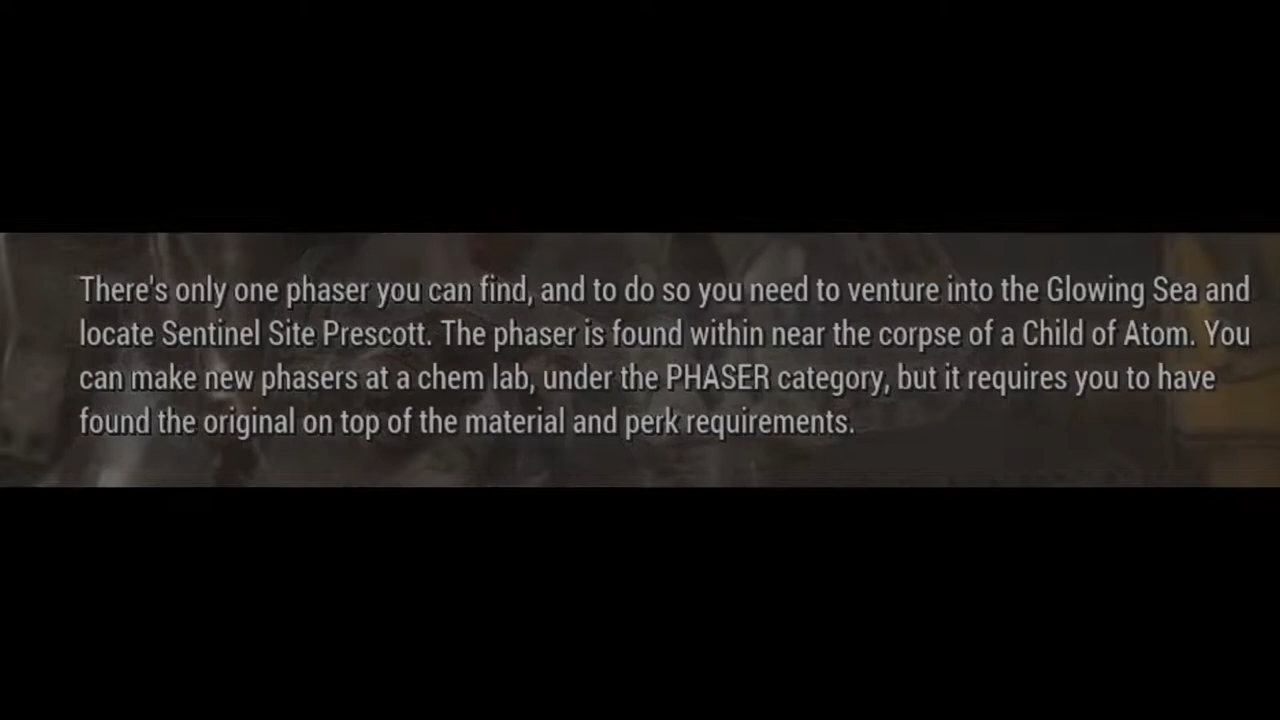 There's only one phaser you can find, and to do so you need to venture into the Glowing Sea and
locate Sentinel Site Prescott. The phaser is found within near the corpse of a Child of Atom. You
can make new phasers at a chem lab, under the PHASER category, but it requires you to have
found the original on top of the material and perk requirements.